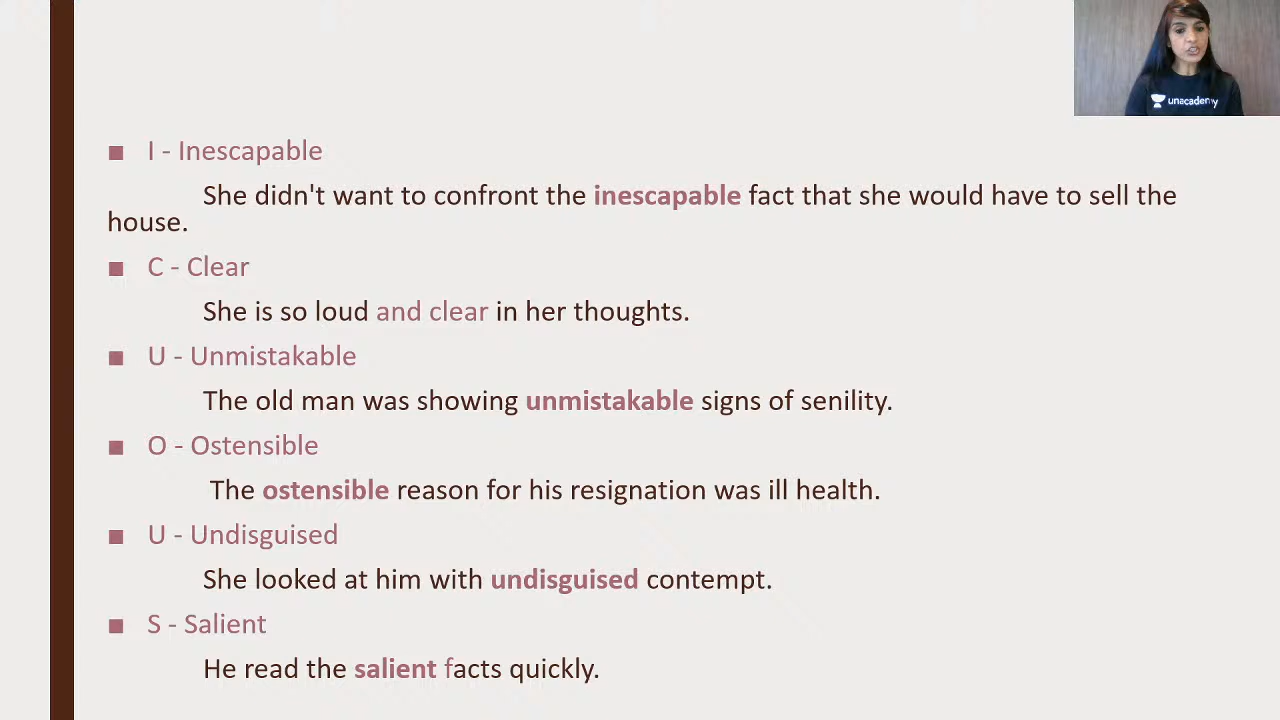 unacademy
■ I - Inescapable
She didn't want to confront the inescapable fact that she would have to sell the
house.
■ C - Clear
She is so loud and clear in her thoughts.
■ U - Unmistakable
The old man was showing unmistakable signs of senility.
■ O - Ostensible
The ostensible reason for his resignation was ill health.
■ U - Undisguised
She looked at him with undisguised contempt.
■ S - Salient
He read the salient facts quickly.